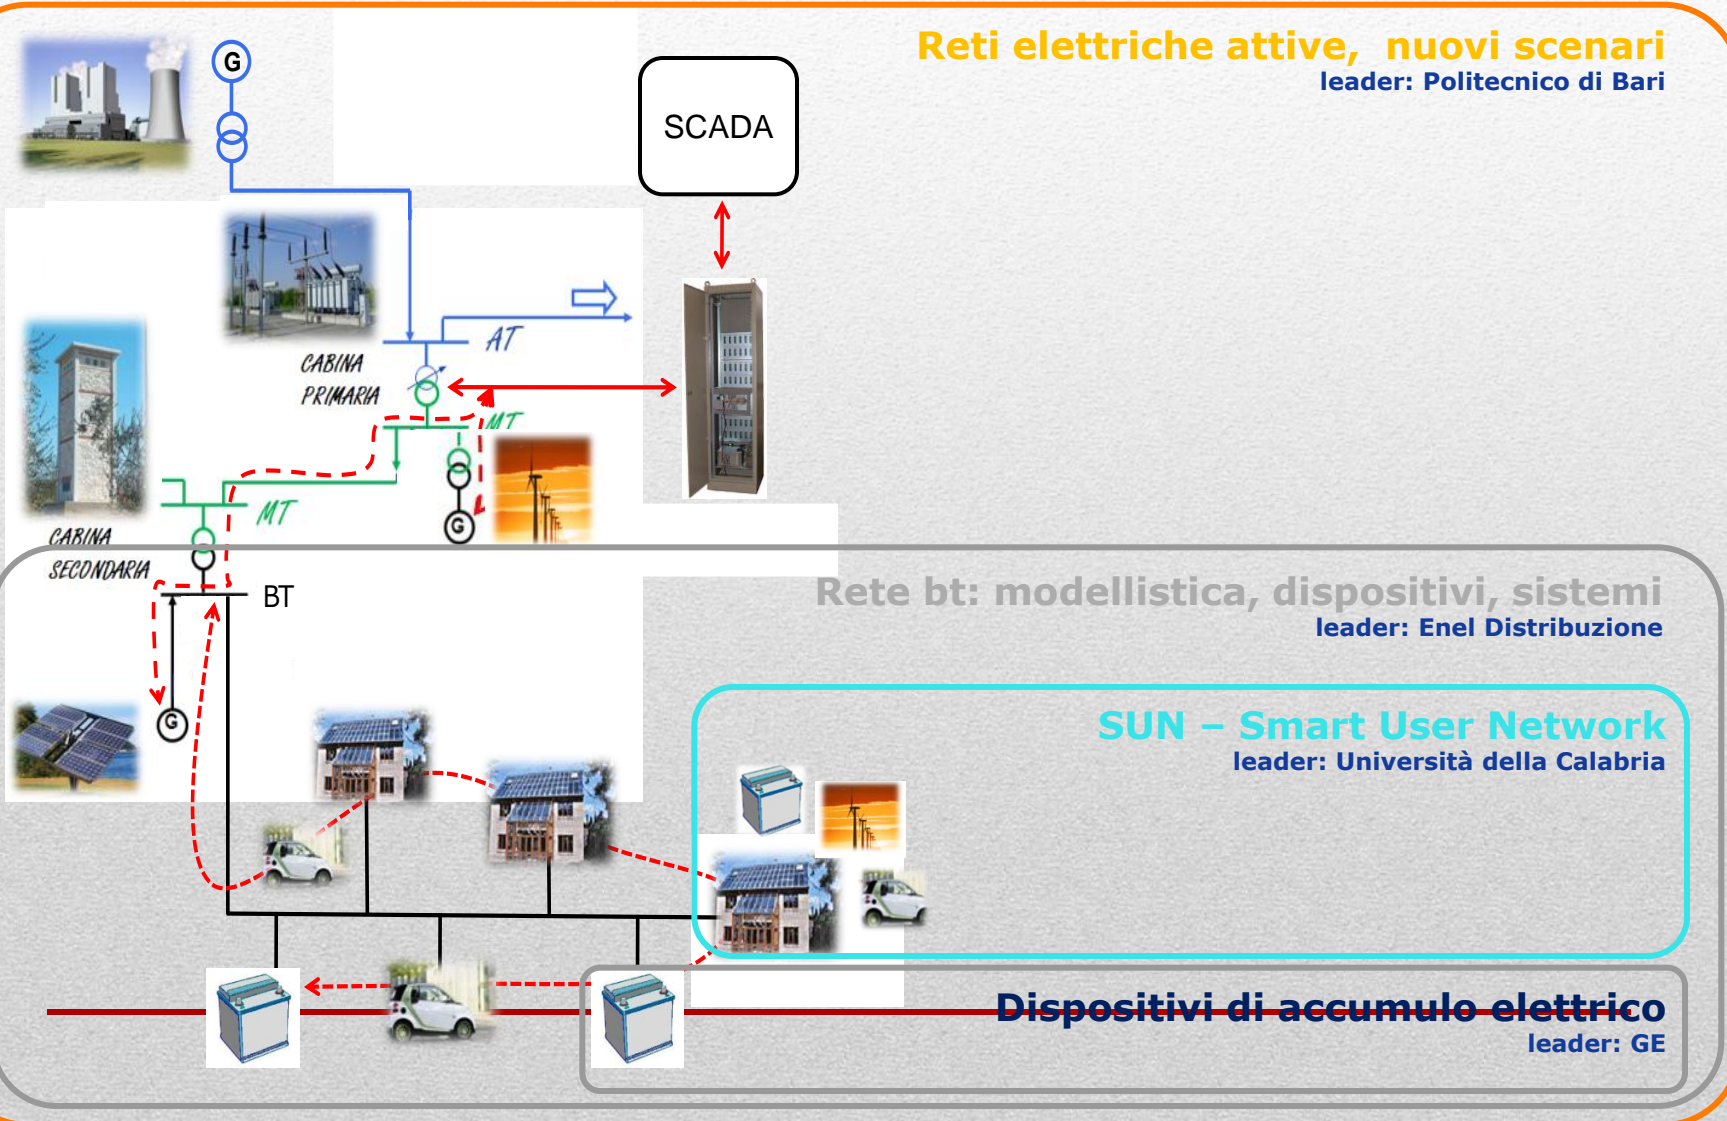 Reti elettriche attive, nuovi scenari
leader: Politecnico di Bari
G
SCADA
AT
CABINA
PRIMARIA
MT
MT
G
CABINA
SECONDARIA
BT
Rete bt: modellistica, dispositivi, sistemi
leader: Enel Distribuzione
G
SUN – Smart User Network
leader: Università della Calabria
Dispositivi di accumulo elettrico
leader: GE